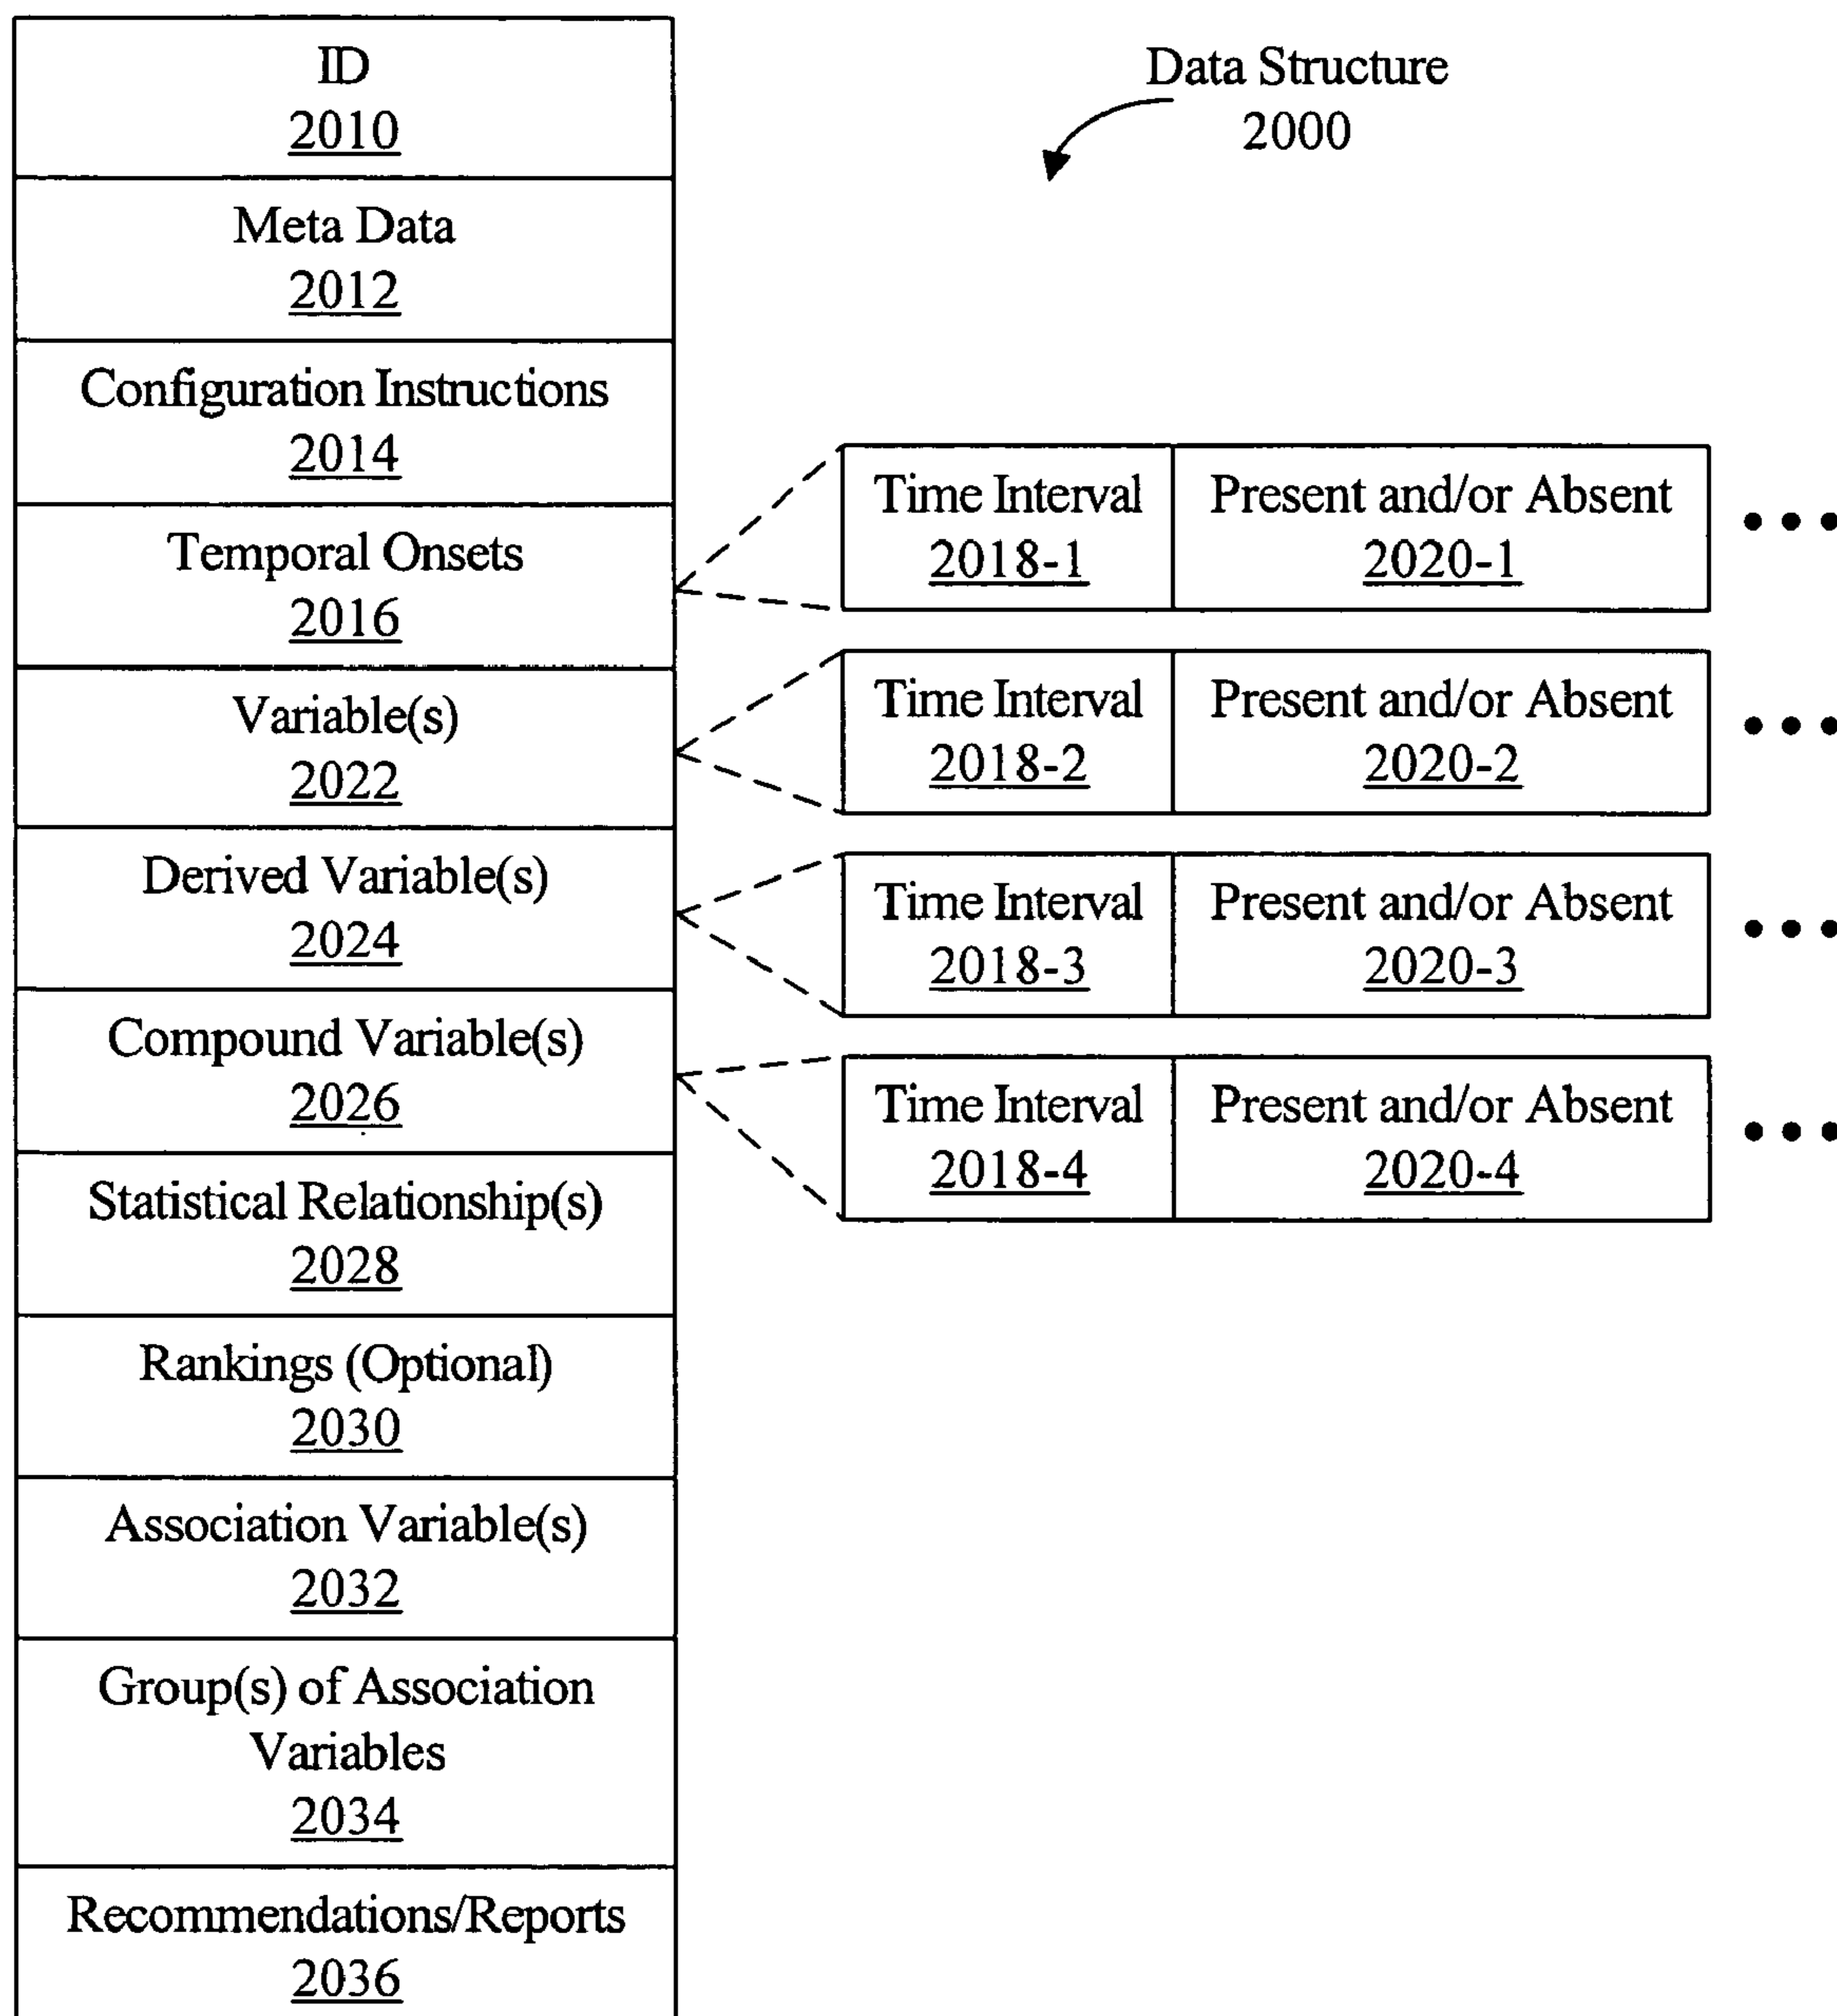 ID
2010
Meta Data
2012
Configuration Instructions
2014
Temporal Onsets
2016
Variable(s)
2022
Derived Variable(s)
2024
Compound Variable(s)
2026
Statistical Relationship(s)
2028
Rankings (Optional)
2030
Association Variable(s)
2032
Group(s) of Association
Variables
2034
Recommendations/Reports
2036
Data Structure
2000
Time Interval
2018-1
Present and/or Absent
2020-1
• • •
Time Interval
2018-2
Present and/or Absent
2020-2
• • •
Time Interval
2018-3
Present and/or Absent
2020-3
• • •
Time Interval
2018-4
Present and/or Absent
2020-4
• • •